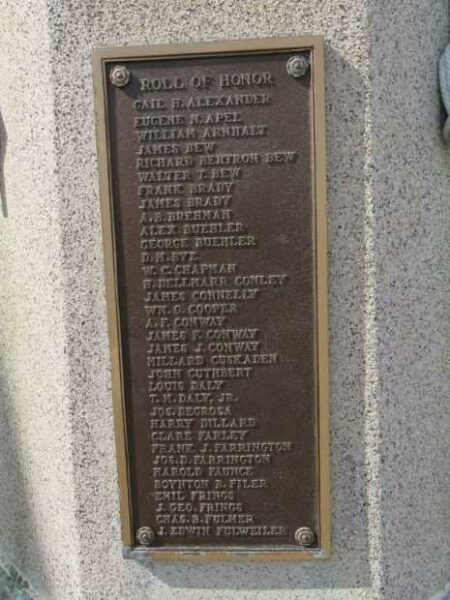 ROLL OF HONOR
CAIL H. ALEXANDER
EUGENE N. APEL
WILLIAM ARNHALT
JAMES BEW
RICHARD BERTRON BEW
WALTER T. BEW
FRANK BRADY
JAMES BRADY
A. B. BREHMAN
ALEX BUEHLER
GEORGE BUEHLER
D. M. BYE
W. C. CHAPMAN
H. DELLMARR CONLEY
JAMES CONNELLY
WM. O. COOPER
A. F. CONWAY
JAMES F. CONWAY
JAMES J. CONWAY
MILLARD CUSKADEN
JOHN CUTHBERT
LOUIS DALY
T. M. DALY, JR.
JOS. DEGROSA
HARRY DILLARD
CLARE FARLEY
FRANK J. FARRINGTON
JOS. D. FARRINGTON
HAROLD FAUNCE
BOYNTON R. FILER
EMIL FRINGS
J. GEO. FRINGS
CHAS. B. FULMER
J. EDWIN FULWEILER